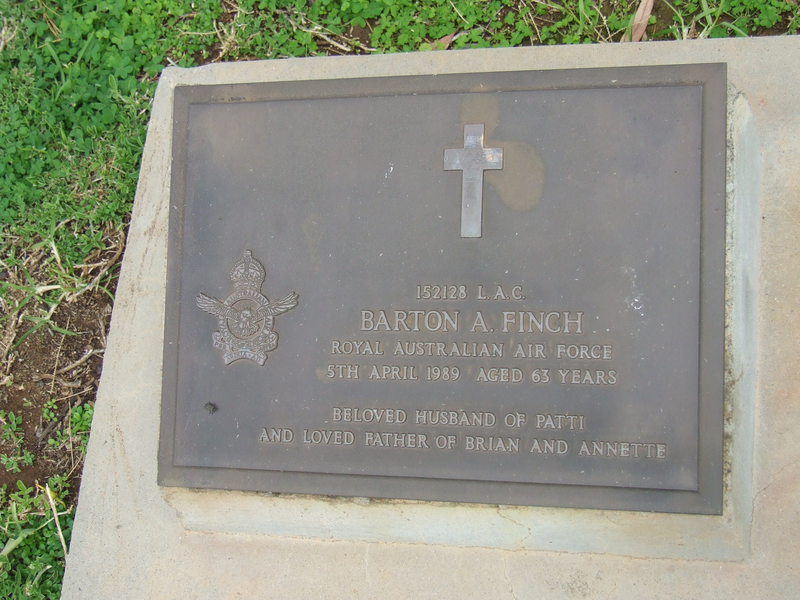 152128 L.A.C.
BARTON A. FINCH
ROYAL AUSTRALIAN AIR FORCE
5TH APRIL 1989 AGED 63 YEARS
BELOVED HUSBAND OF PATTI
AND LOVED FATHER OF BRIAN AND ANNETTE